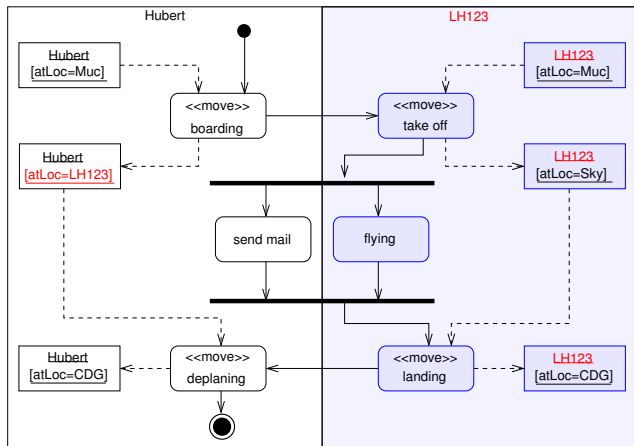 Hubert
LH123
Hubert
[atLoc=Muc]
LH123
[atLoc=Muc]
<<move>>
boarding
<<move>>
take off
Hubert
[atLoc=LH123]
LH123
[atLoc=Sky]
send mail
flying
Hubert
[atLoc=CDG]
<<move>>
deplaning
<<move>>
landing
LH123
[atLoc=CDG]